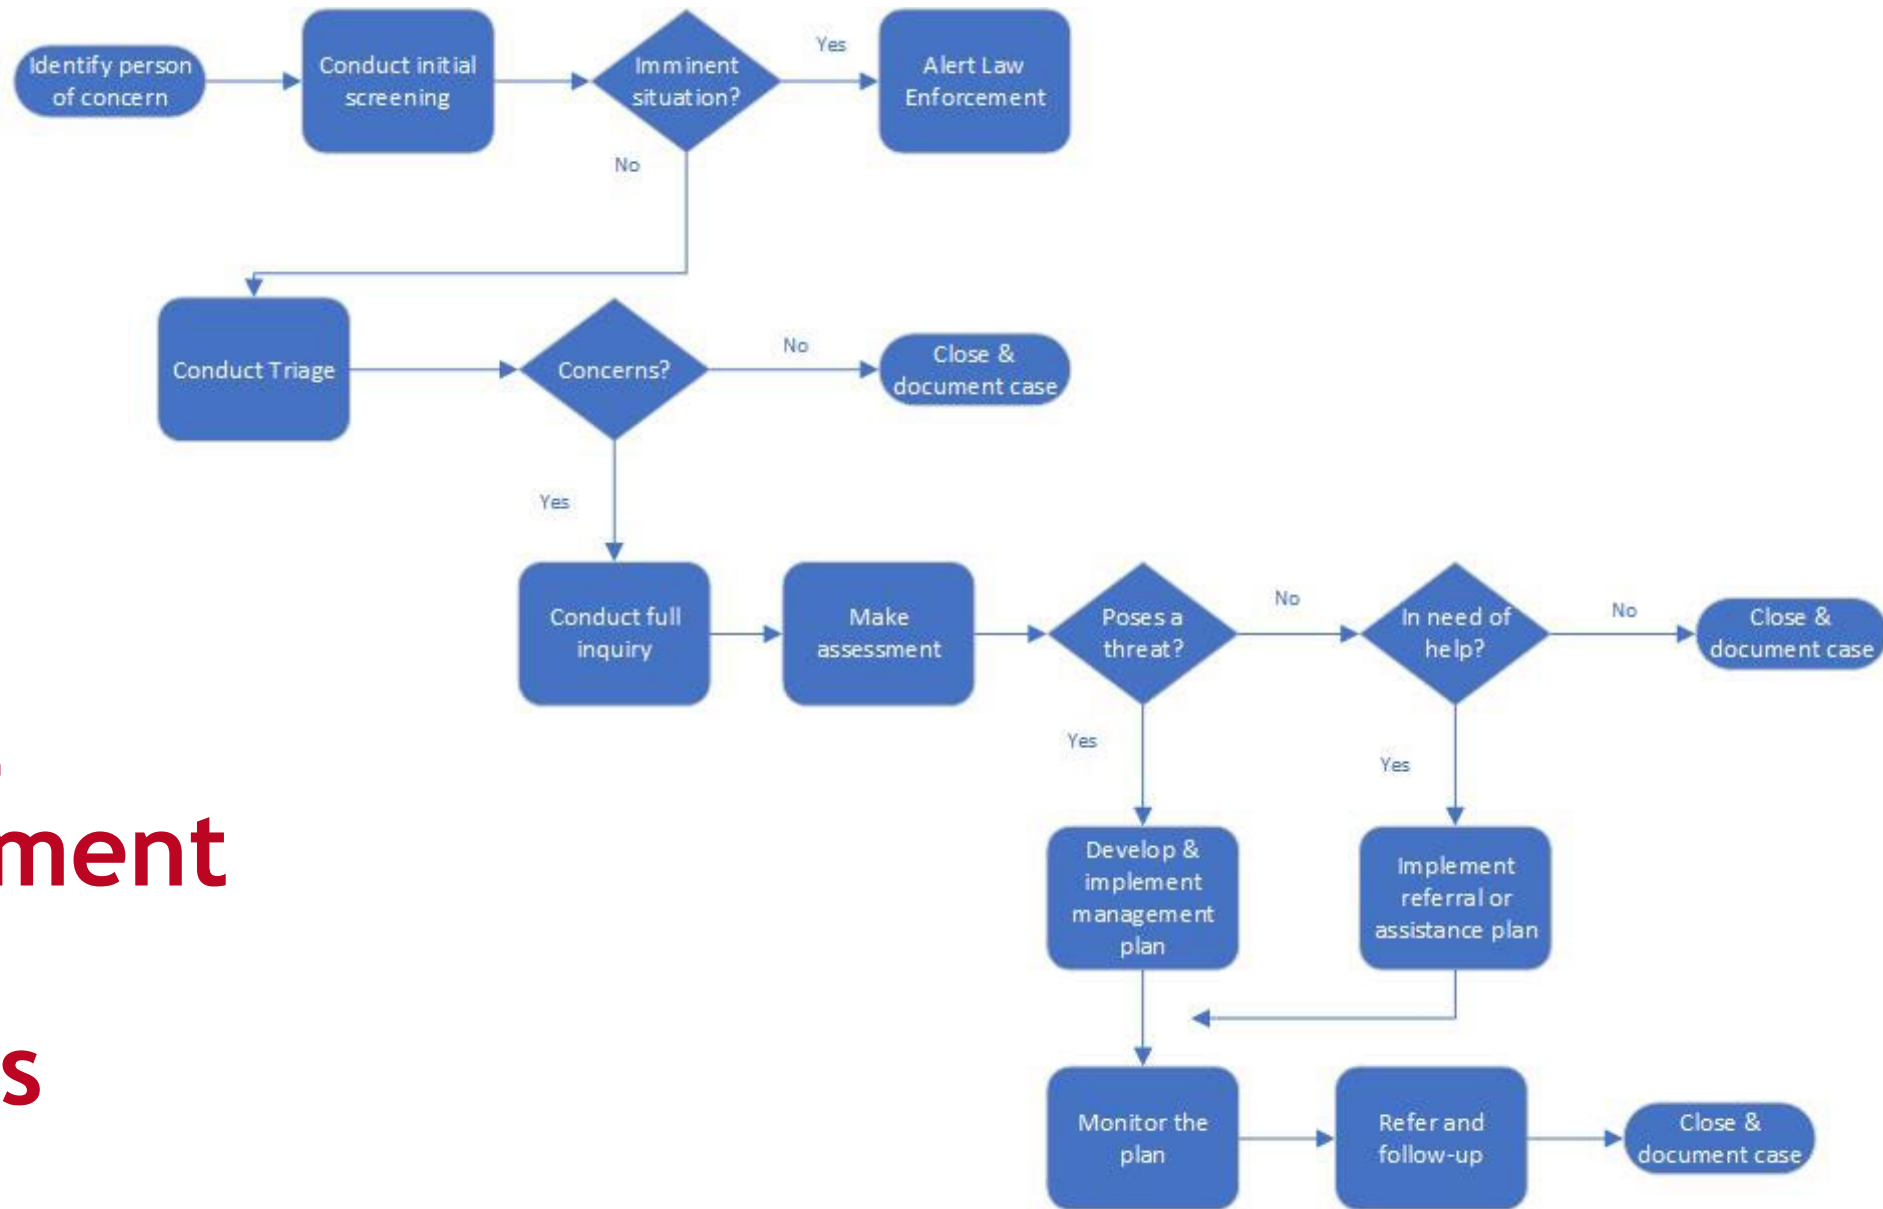 Identify person
of concern
Conduct initial
screening
Imminent
situation?
Yes
Alert Law
Enforcement
No
Conduct Triage
Concerns?
No
Close &
document case
Yes
Conduct full
inquiry
Make
assessment
Poses a
threat?
No
In need of
help?
No
Close &
document case
Yes
Yes
Develop &
implement
management
plan
Implement
referral or
assistance plan
Monitor the
plan
Refer and
follow-up
Close &
document case
ment
s